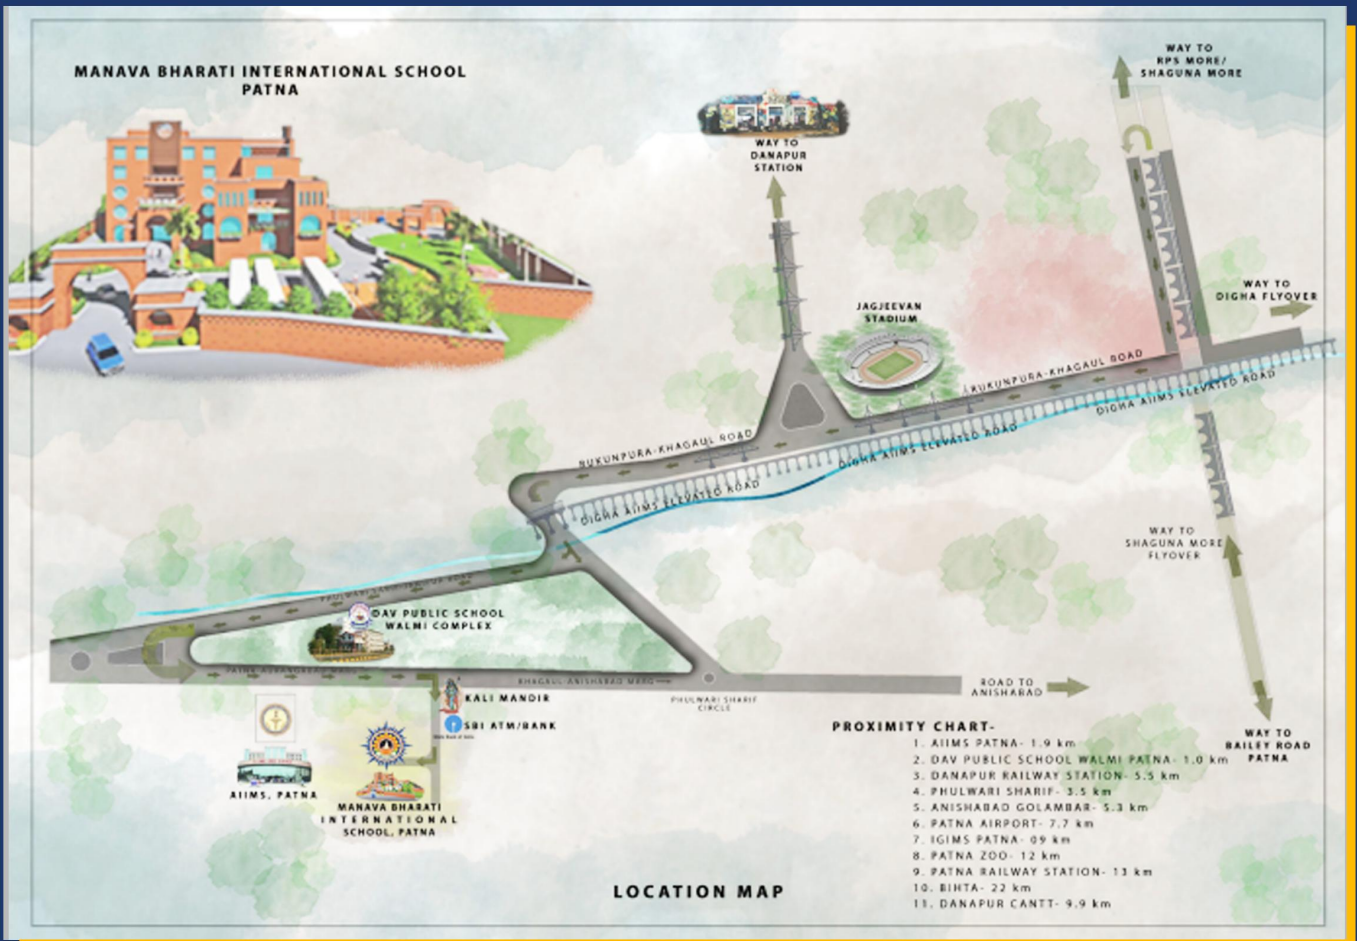 MANAVA BHARATI INTERNATIONAL SCHOOL
PATNA
WAY TO
RPS MORE/
SHAGUNA MORE
WAY TO
DANAPUR
STATION
WAY TO
DIGHA FLYOVER
JAGJEEVAN
STADIUM
RUKUNPURA-KHAGAUL ROAD
DIGHA AIIMS ELEVATED ROAD
RUKUNPURA-KHAGAUL ROAD
DIGHA AIIMS ELEVATED ROAD
DIGHA AIIMS ELEVATED ROAD
WAY TO
SHAGUNA MORE
FLYOVER
DAV PUBLIC SCHOOL
WALMI COMPLEX
KHAGAUL-ANISHABAD MARG
PHULWARI SHARIF
CIRCLE
ROAD TO
ANISHABAD
KALI MANDIR
SBI ATM/BANK
AIIMS, PATNA
MANAVA BHARATI
INTERNATIONAL
SCHOOL, PATNA
WAY TO
BAILEY ROAD
PATNA
PROXIMITY CHART-
1. AIIMS PATNA- 1.9 km
2. DAV PUBLIC SCHOOL WALMI PATNA- 1.0 km
3. DANAPUR RAILWAY STATION- 5.5 km
4. PHULWARI SHARIF- 3.5 km
5. ANISHABAD GOLAMBAR- 5.3 km
6. PATNA AIRPORT- 7.7 km
7. IGIMS PATNA- 09 km
8. PATNA ZOO- 12 km
9. PATNA RAILWAY STATION- 13 km
10. BIHTA- 22 km
11. DANAPUR CANTT- 9.9 km
LOCATION MAP